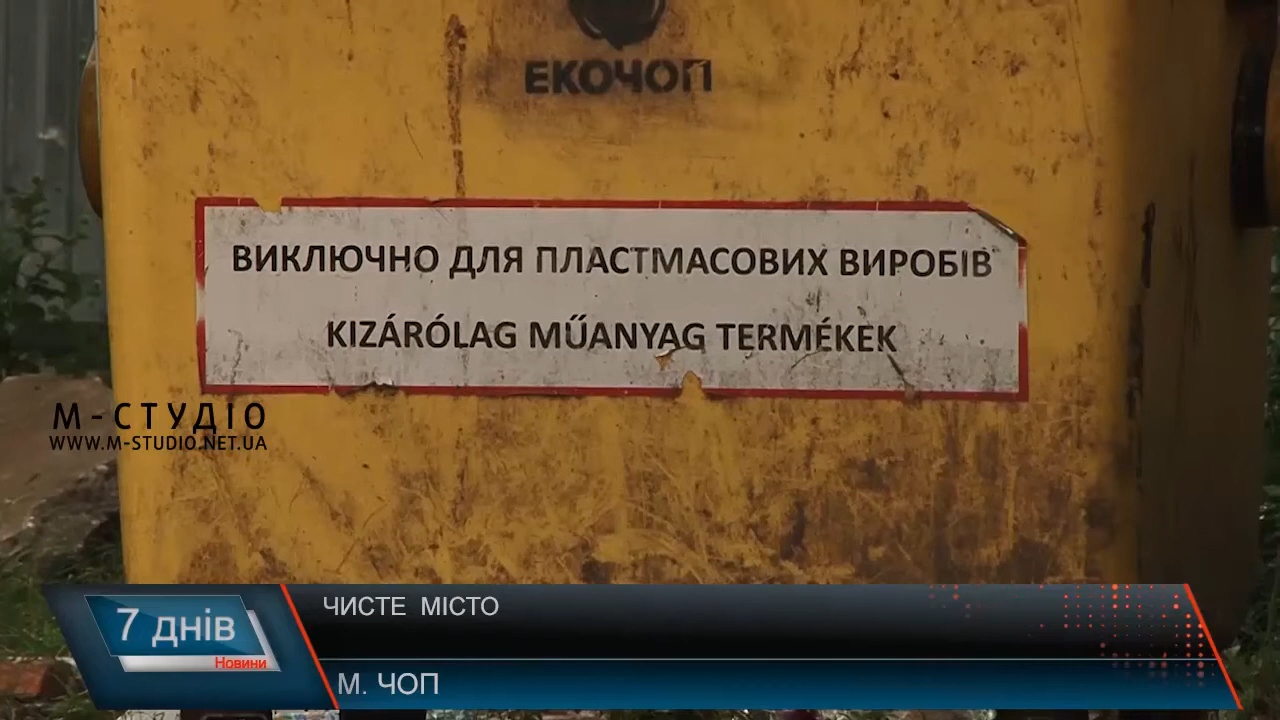 ЕКОЧОП
ВИКЛЮЧНО ДЛЯ ПЛАСТМАСОВИХ ВИРОБІВ
KIZÁRÓLAG MŰANYAG TERMÉKEK
М-СТУДІО
WWW.M-STUDIO.NET.UA
7 днів
Новини
ЧИСТЕ МІСТО
М. ЧОП